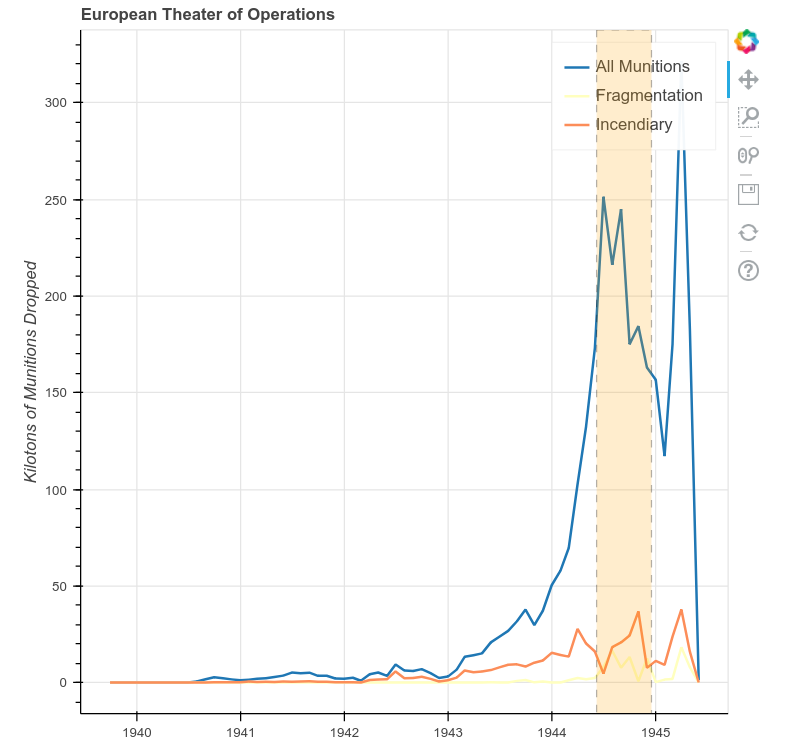 European Theater of Operations
All Munitions
Fragmentation
Incendiary
Kilotons of Munitions Dropped
300
250
200
150
100
50
0
1940 1941 1942 1943 1944 1945